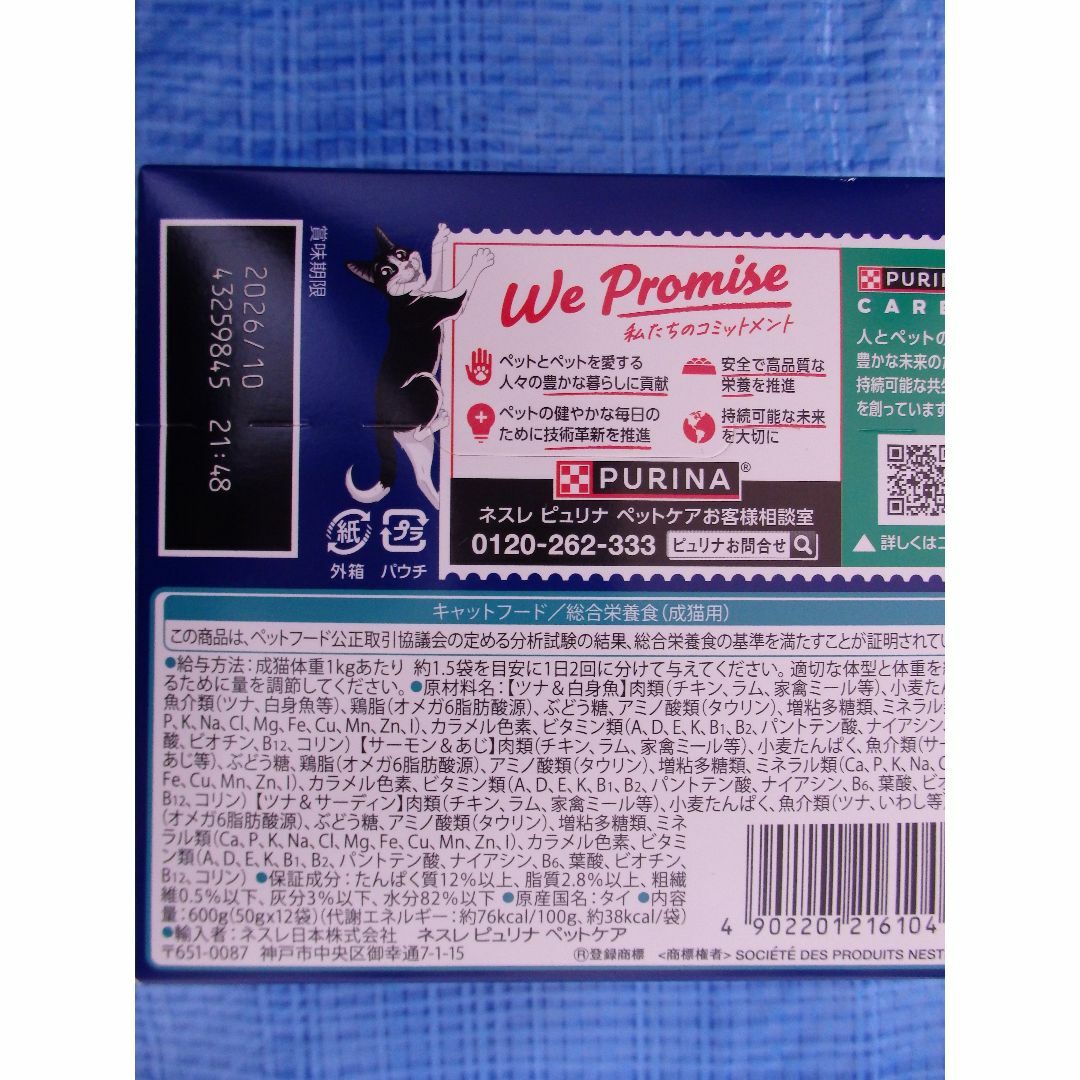 賞味期限
2026/10
43259845 21:48
We Promise
私たちのコミットメント
ペットとペットを愛する
人々の豊かな暮らしに貢献
安全で高品質な
栄養を推進
ペットの健やかな毎日の
ために技術革新を推進
持続可能な未来
を大切に
PURINA®
ネスレ ピュリナ ペットケアお客様相談室
0120-262-333 ピュリナお問合せ
PURI
CARE
人とペットの
豊かな未来の
持続可能な共
を創っています
▲詳しくはこ
紙 プラ
外箱 パウチ
キャットフード/総合栄養食(成猫用)
この商品は、ペットフード公正取引協議会の定める分析試験の結果、総合栄養食の基準を満たすことが証明されてい
●給与方法:成猫体重1kgあたり 約1.5袋を目安に1日2回に分けて与えてください。適切な体型と体重を
るために量を調節してください。●原材料名:【ツナ&白身魚】肉類(チキン、ラム、家禽ミール等)、小麦たん
魚介類(ツナ、白身魚等)、鶏脂(オメガ6脂肪酸源)、ぶどう糖、アミノ酸類(タウリン)、増粘多糖類、ミネラル
P, K, Na, Cl, Mg, Fe, Cu, Mn, Zn, I)、カラメル色素、ビタミン類(A, D, E, K, B1, B2, パントテン酸、ナイアシン
酸、ビオチン、B12、コリン)【サーモン&あじ】肉類(チキン、ラム、家禽ミール等)、小麦たんぱく、魚介類(サー
あじ等)、ぶどう糖、鶏脂(オメガ6脂肪酸源)、アミノ酸類(タウリン)、増粘多糖類、ミネラル類(Ca, P, K, Na, C
Fe, Cu, Mn, Zn, I)、カラメル色素、ビタミン類(A, D, E, K, B1, B2, パントテン酸、ナイアシン、B6、葉酸、ビオ
B12、コリン)【ツナ&サーディン】肉類(チキン、ラム、家禽ミール等)、小麦たんぱく、魚介類(ツナ、いわし等)
(オメガ6脂肪酸源)、ぶどう糖、アミノ酸類(タウリン)、増粘多糖類、ミネ
ラル類(Ca, P, K, Na, Cl, Mg, Fe, Cu, Mn, Zn, I)、カラメル色素、ビタミ
ン類(A, D, E, K, B1, B2, パントテン酸、ナイアシン、B6、葉酸、ビオチン、
B12、コリン)●保証成分:たんぱく質12%以上、脂質2.8%以上、粗繊
維0.5%以下、灰分3%以下、水分82%以下 ●原産国名:タイ ●内容
量:600g(50g×12袋)(代謝エネルギー:約76kcal/100g、約38kcal/袋)
●輸入者:ネスレ日本株式会社 ネスレ ピュリナ ペットケア
〒651-0087 神戸市中央区御幸通7-1-15
4 902201 216104
®登録商標 <商標権者> SOCIÉTÉ DES PRODUITS NEST